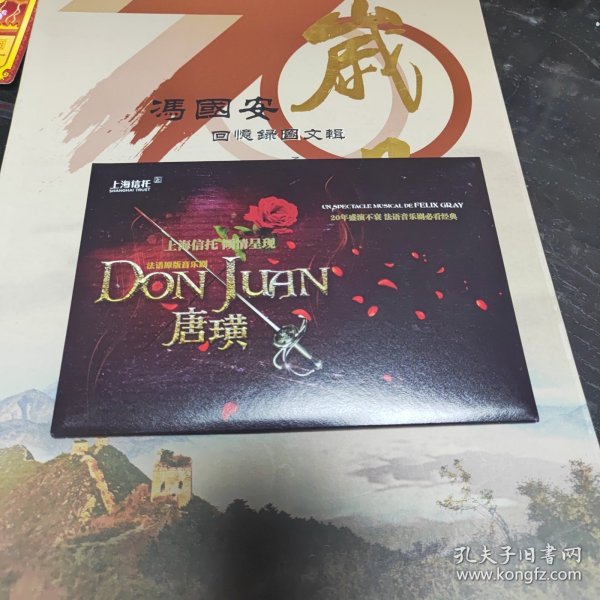 70
歲
馮國安
回憶錄圖文輯
上海信托
SHANGHAI TRUST
UN SPECTACLE MUSICAL DE FELIX GRAY
20年盛演不衰 法语音乐剧必看经典
上海信托 倾情呈现
法语原版音乐剧
DON JUAN
唐璜
孔夫子旧书网
www.kongfz.com